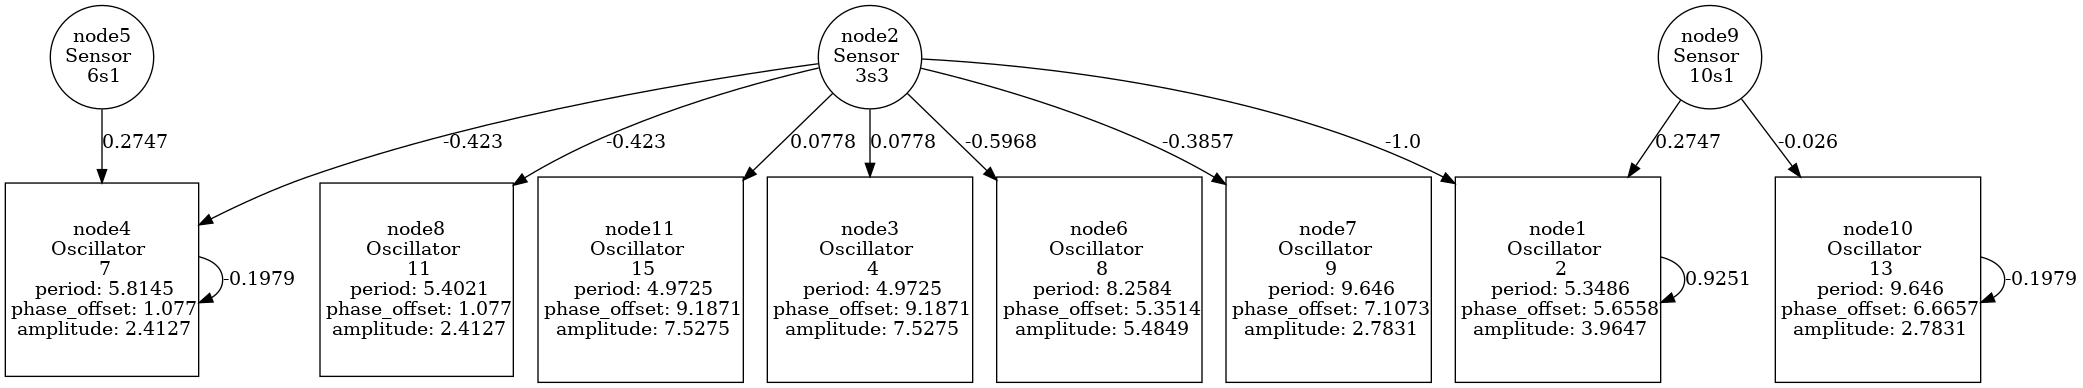 node5
Sensor
6s1
node2
Sensor
3s3
node9
Sensor
10s1
0.2747
-0.423
-0.423
0.0778
0.0778
-0.5968
-0.3857
-1.0
0.2747
-0.026
node4
Oscillator
7
period: 5.8145
phase_offset: 1.077
amplitude: 2.4127
-0.1979
node8
Oscillator
11
period: 5.4021
phase_offset: 1.077
amplitude: 2.4127
node11
Oscillator
15
period: 4.9725
phase_offset: 9.1871
amplitude: 7.5275
node3
Oscillator
4
period: 4.9725
phase_offset: 9.1871
amplitude: 7.5275
node6
Oscillator
8
period: 8.2584
phase_offset: 5.3514
amplitude: 5.4849
node7
Oscillator
9
period: 9.646
phase_offset: 7.1073
amplitude: 2.7831
node1
Oscillator
2
period: 5.3486
phase_offset: 5.6558
amplitude: 3.9647
0.9251
node10
Oscillator
13
period: 9.646
phase_offset: 6.6657
amplitude: 2.7831
-0.1979